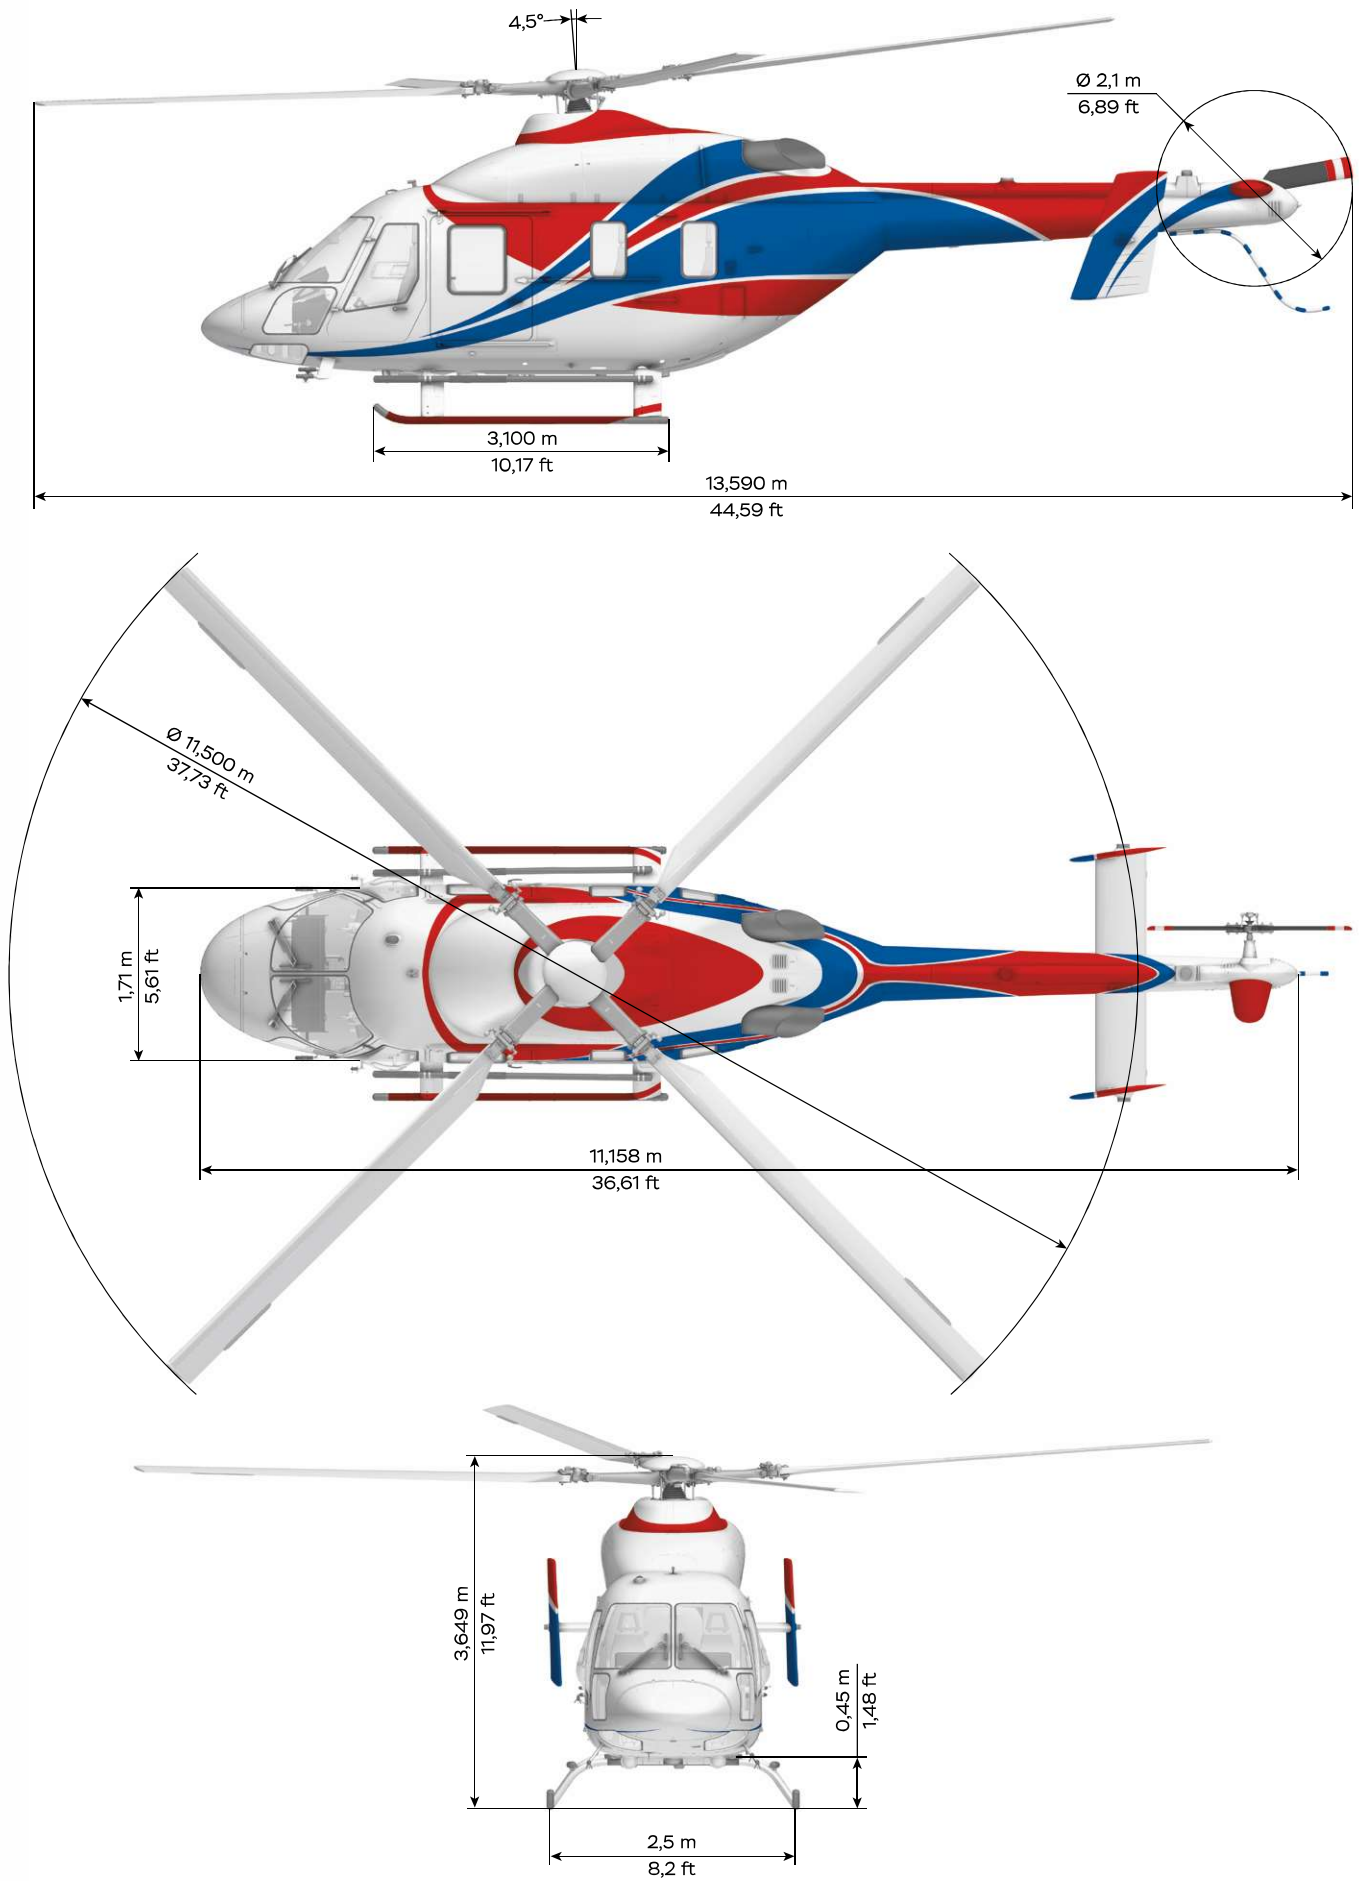 4,5°
Ø 2,1 m
6,89 ft
3,100 m
10,17 ft
13,590 m
44,59 ft
Ø 11,500 m
37,73 ft
1,71 m
5,61 ft
11,158 m
36,61 ft
3,649 m
11,97 ft
0,45 m
1,48 ft
2,5 m
8,2 ft